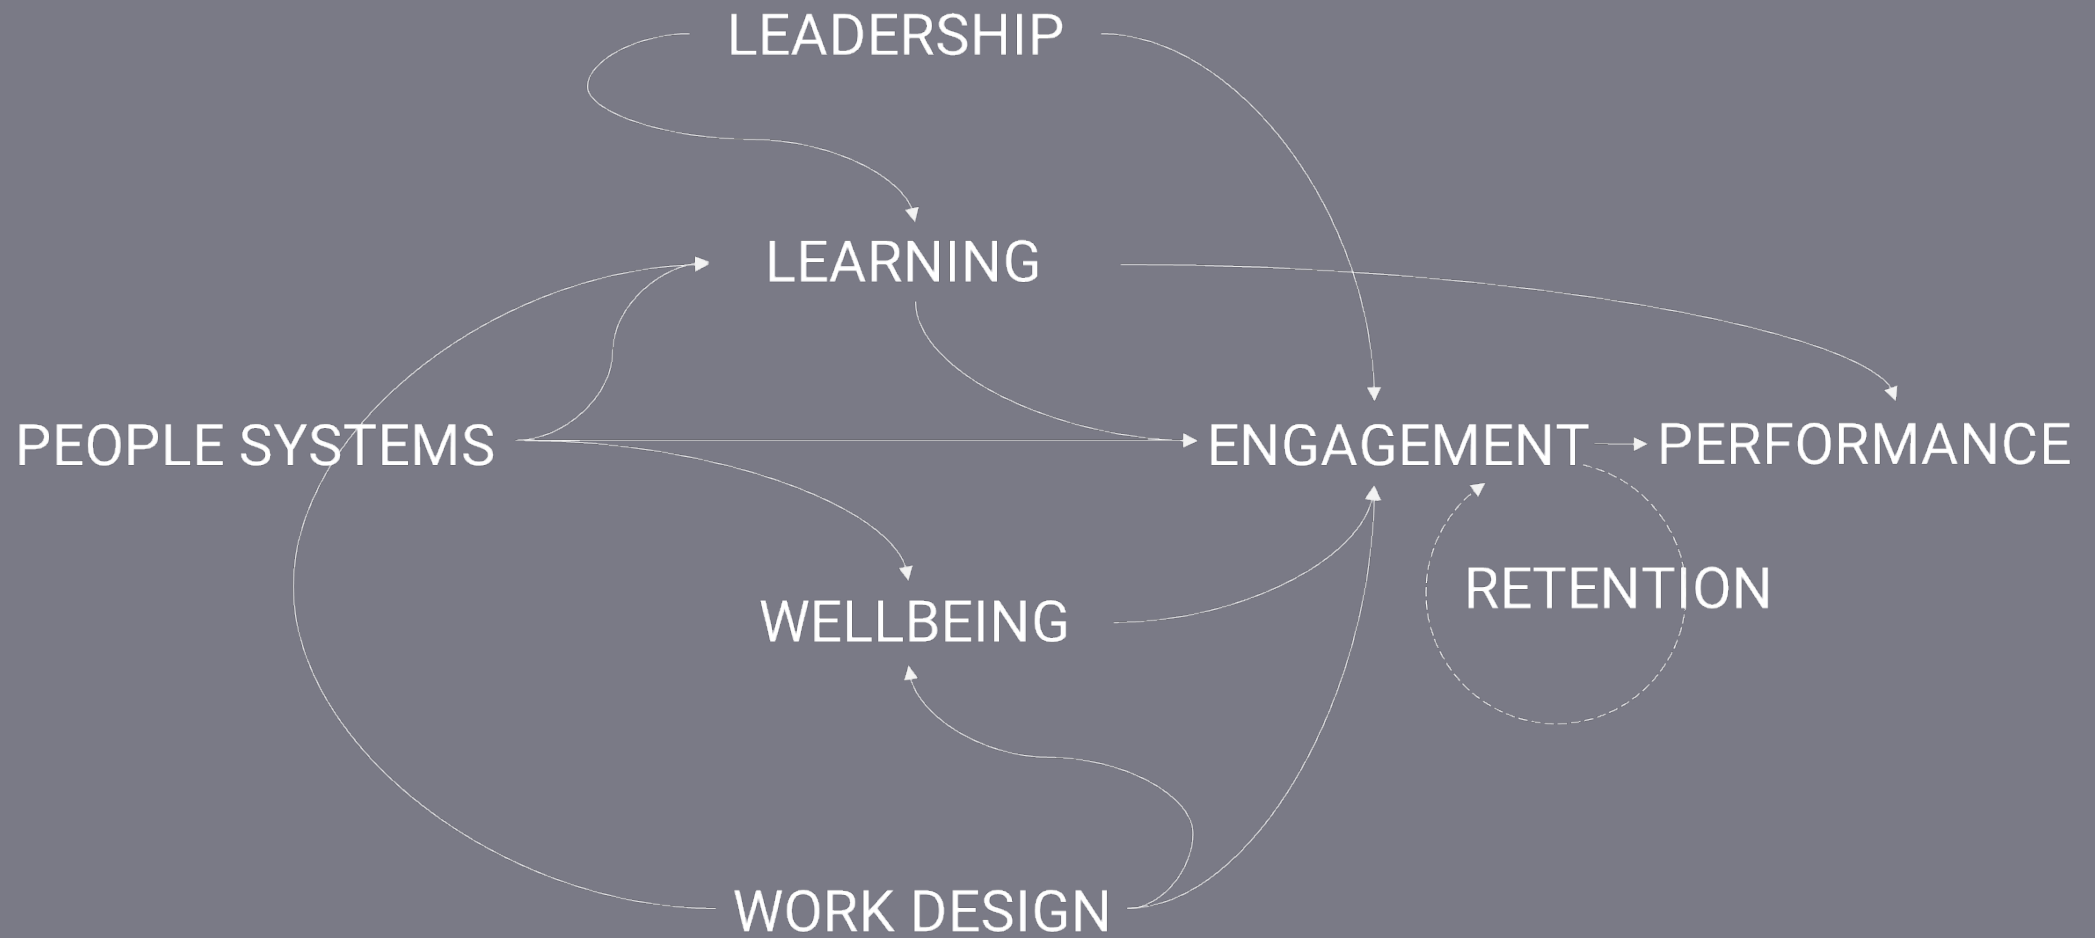 LEADERSHIP
LEARNING
PEOPLE SYSTEMS
ENGAGEMENT
PERFORMANCE
RETENTION
WELLBEING
WORK DESIGN